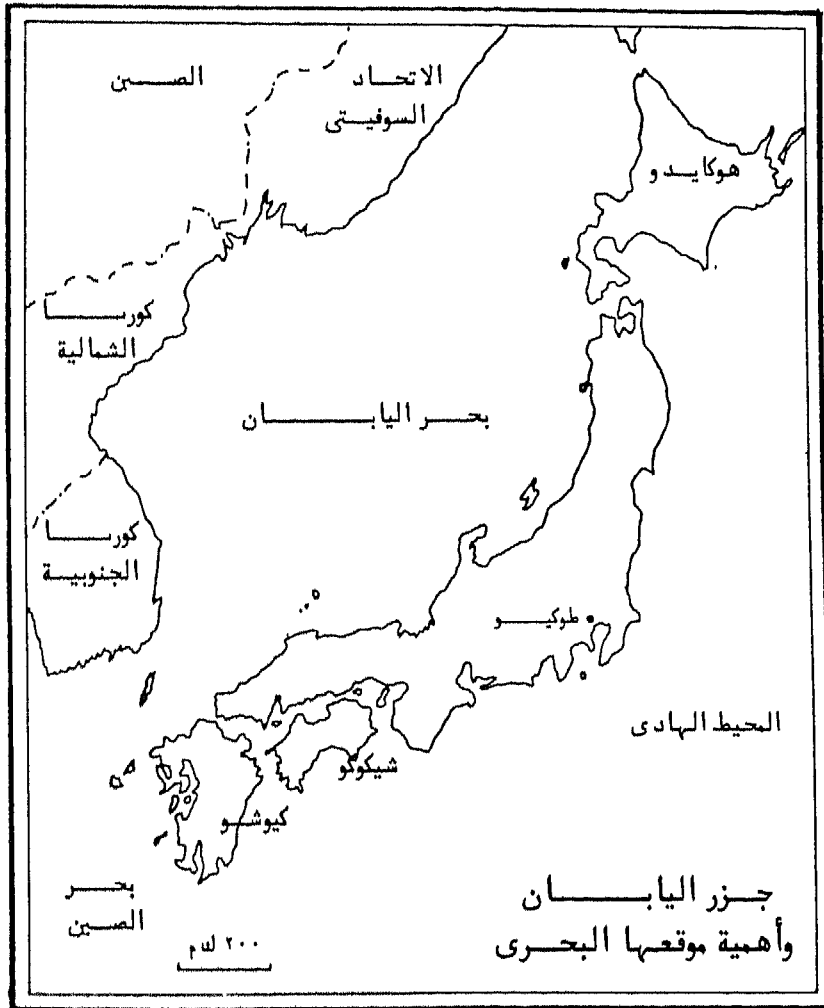 الصين
الاتحاد
السوفيتى
هوكايدو
كوريا
الشمالية
بحر اليابان
كوريا
الجنوبية
طوكيو
المحيط الهادى
شيكوكو
كيوشو
بحر
الصين
٢٠٠ ك م
جزر اليابان
وأهمية موقعها البحرى